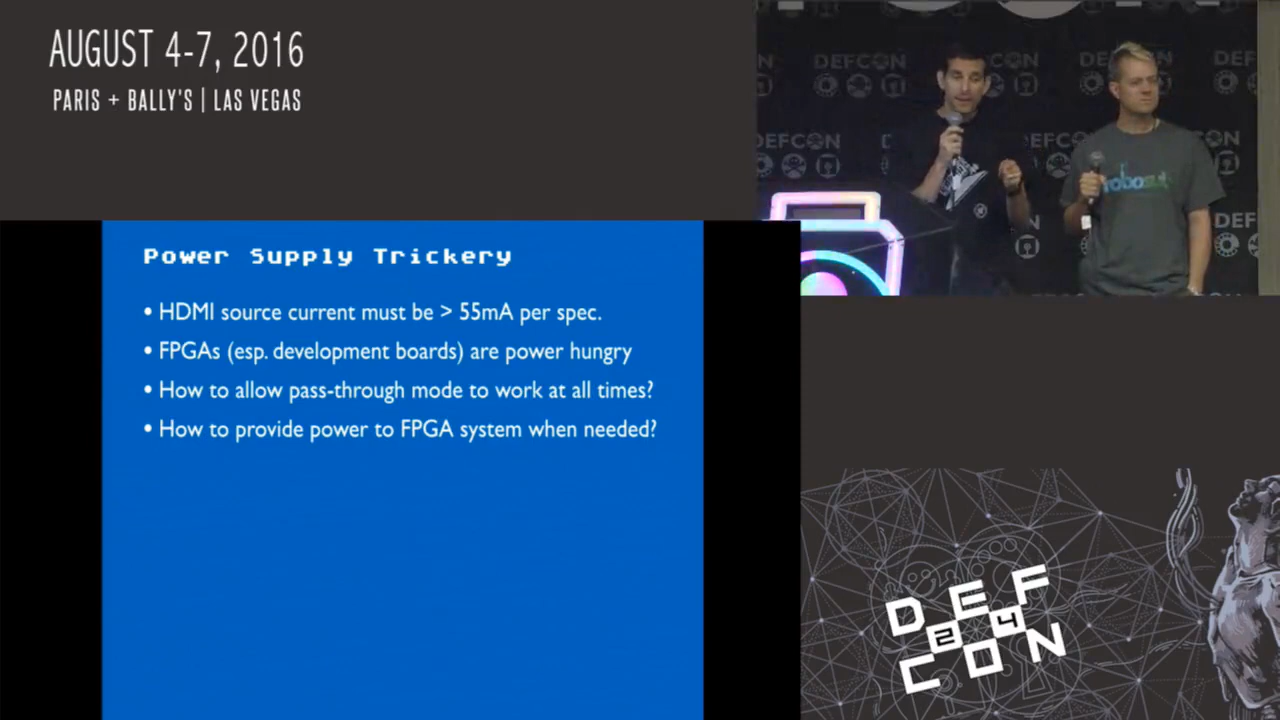 AUGUST 4-7, 2016
PARIS + BALLY'S | LAS VEGAS
DEFCON
DEFCON
Power Supply Trickery
• HDMI source current must be > 55mA per spec.
• FPGAs (esp. development boards) are power hungry
• How to allow pass-through mode to work at all times?
• How to provide power to FPGA system when needed?
DEF
24
CON